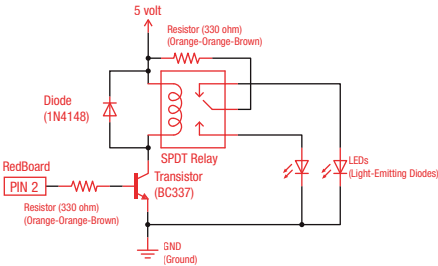 5 volt
Resistor (330 ohm)
(Orange-Orange-Brown)
Diode
(1N4148)
SPDT Relay
RedBoard
PIN 2
Transistor
(BC337)
LEDs
(Light-Emitting Diodes)
Resistor (330 ohm)
(Orange-Orange-Brown)
GND
(Ground)